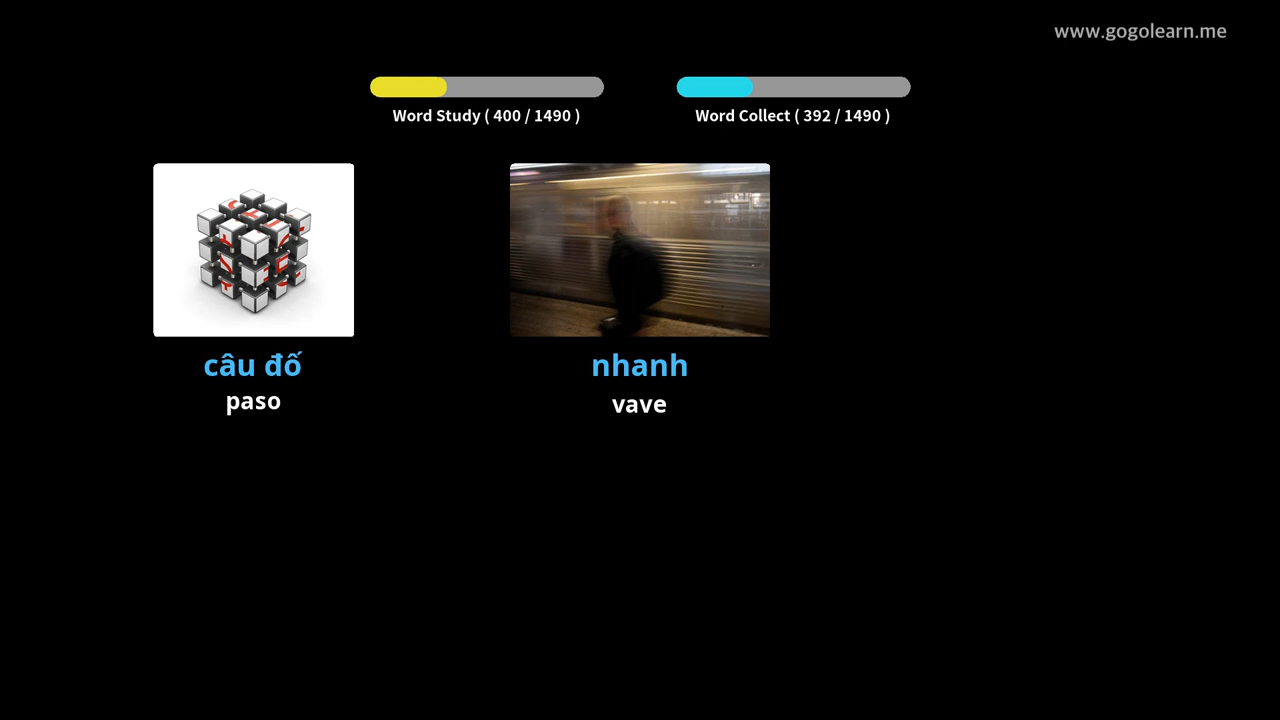 www.gogolearn.me
Word Study ( 400 / 1490 )
Word Collect ( 392 / 1490 )
câu đố
paso
nhanh
vave